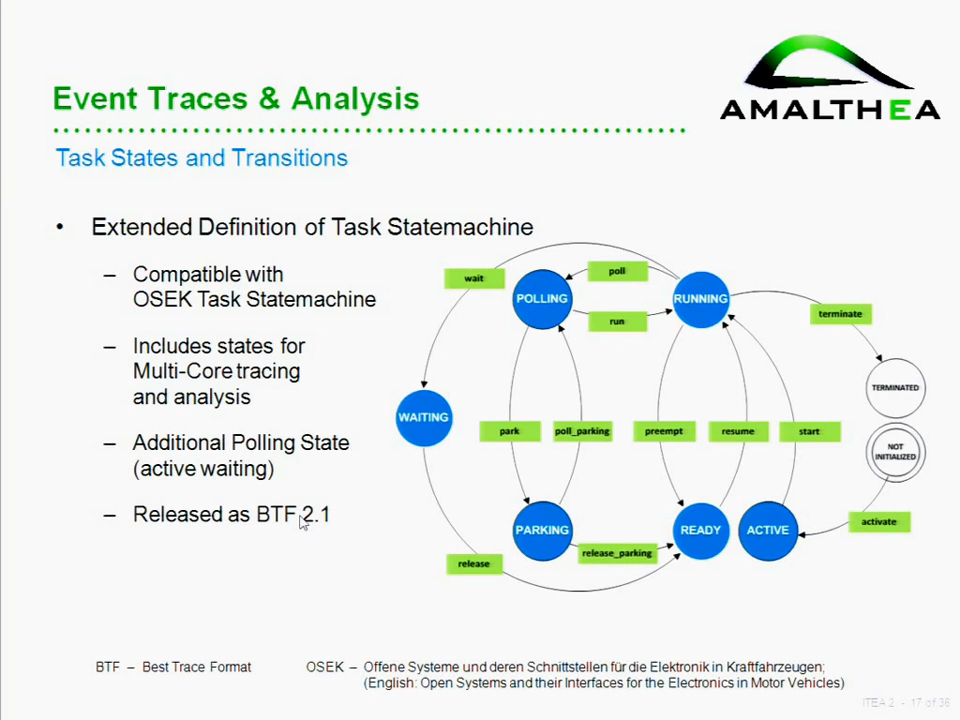 AMALTHEA
Event Traces & Analysis
Task States and Transitions
• Extended Definition of Task Statemachine
– Compatible with
OSEK Task Statemachine
– Includes states for
Multi-Core tracing
and analysis
– Additional Polling State
(active waiting)
– Released as BTF 2.1
wait
poll
POLLING
RUNNING
run
terminate
TERMINATED
WAITING
park
poll_parking
preempt
resume
start
NOT
INITIALIZED
PARKING
READY
ACTIVE
activate
release_parking
release
BTF – Best Trace Format
OSEK – Offene Systeme und deren Schnittstellen für die Elektronik in Kraftfahrzeugen;
(English: Open Systems and their Interfaces for the Electronics in Motor Vehicles)
ITEA 2 - 17 of 36